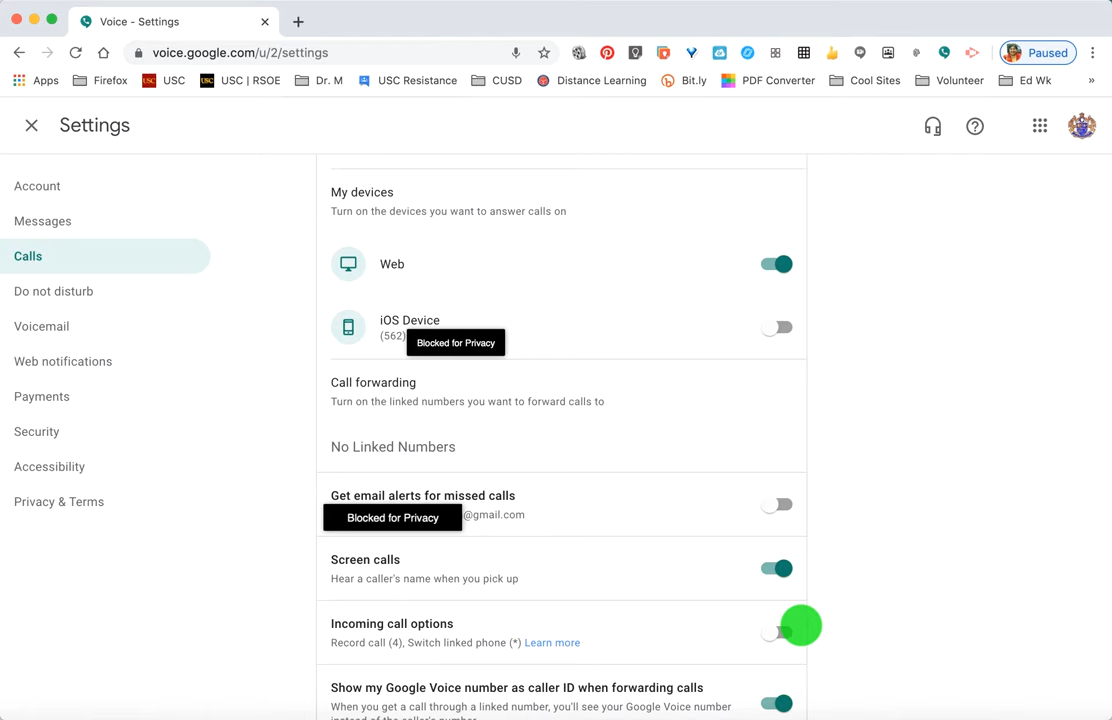 Voice - Settings
voice.google.com/u/2/settings
Paused
Apps Firefox USC USC | RSOE Dr. M USC Resistance CUSD Distance Learning Bit.ly PDF Converter Cool Sites Volunteer Ed Wk »
Settings
Account
Messages
Calls
Do not disturb
Voicemail
Web notifications
Payments
Security
Accessibility
Privacy & Terms
My devices
Turn on the devices you want to answer calls on
Web
iOS Device
(562) Blocked for Privacy
Call forwarding
Turn on the linked numbers you want to forward calls to
No Linked Numbers
Get email alerts for missed calls
Blocked for Privacy @gmail.com
Screen calls
Hear a caller's name when you pick up
Incoming call options
Record call (4), Switch linked phone (*) Learn more
Show my Google Voice number as caller ID when forwarding calls
When you get a call through a linked number, you'll see your Google Voice number
instead of the caller's number